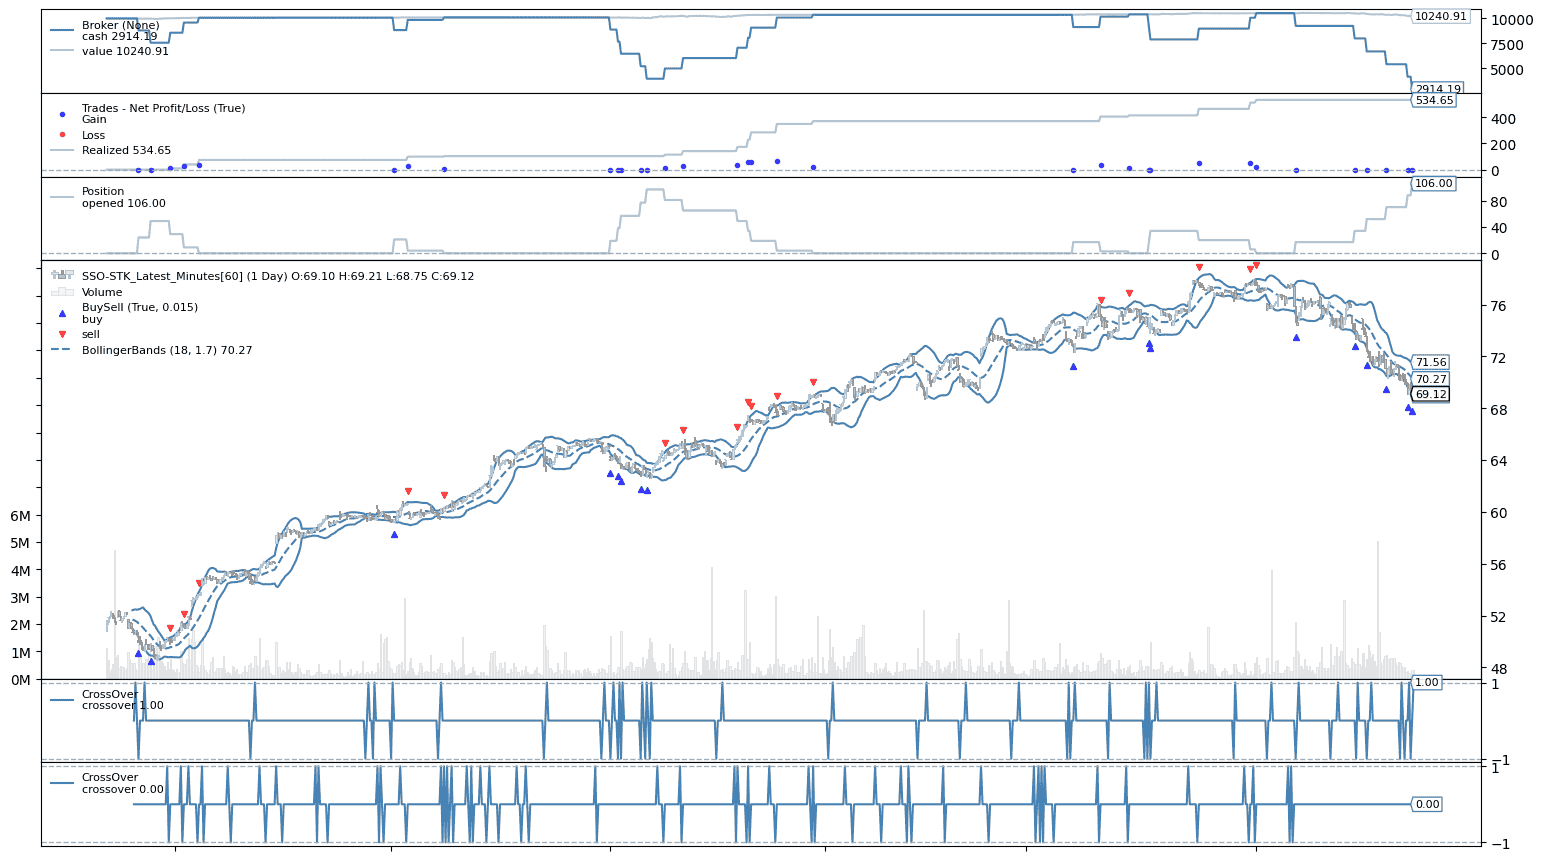 Broker (None)
cash 2914.19
value 10240.91
10240.91
10000
7500
5000
2914.19
Trades - Net Profit/Loss (True)
Gain
Loss
Realized 534.65
534.65
400
200
0
Position
opened 106.00
106.00
80
40
0
SSO-STK_Latest_Minutes[60] (1 Day) O:69.10 H:69.21 L:68.75 C:69.12
Volume
BuySell (True, 0.015)
buy
sell
BollingerBands (18, 1.7) 70.27
76
72
71.56
70.27
69.12
68
64
60
56
52
48
6M
5M
4M
3M
2M
1M
0M
CrossOver
crossover 1.00
1.00
1
−1
CrossOver
crossover 0.00
1
0.00
−1